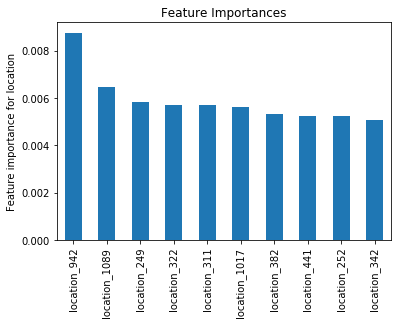 Feature Importances
Feature importance for location
0.008
0.006
0.004
0.002
0.000
location_942
location_1089
location_249
location_322
location_311
location_1017
location_382
location_441
location_252
location_342